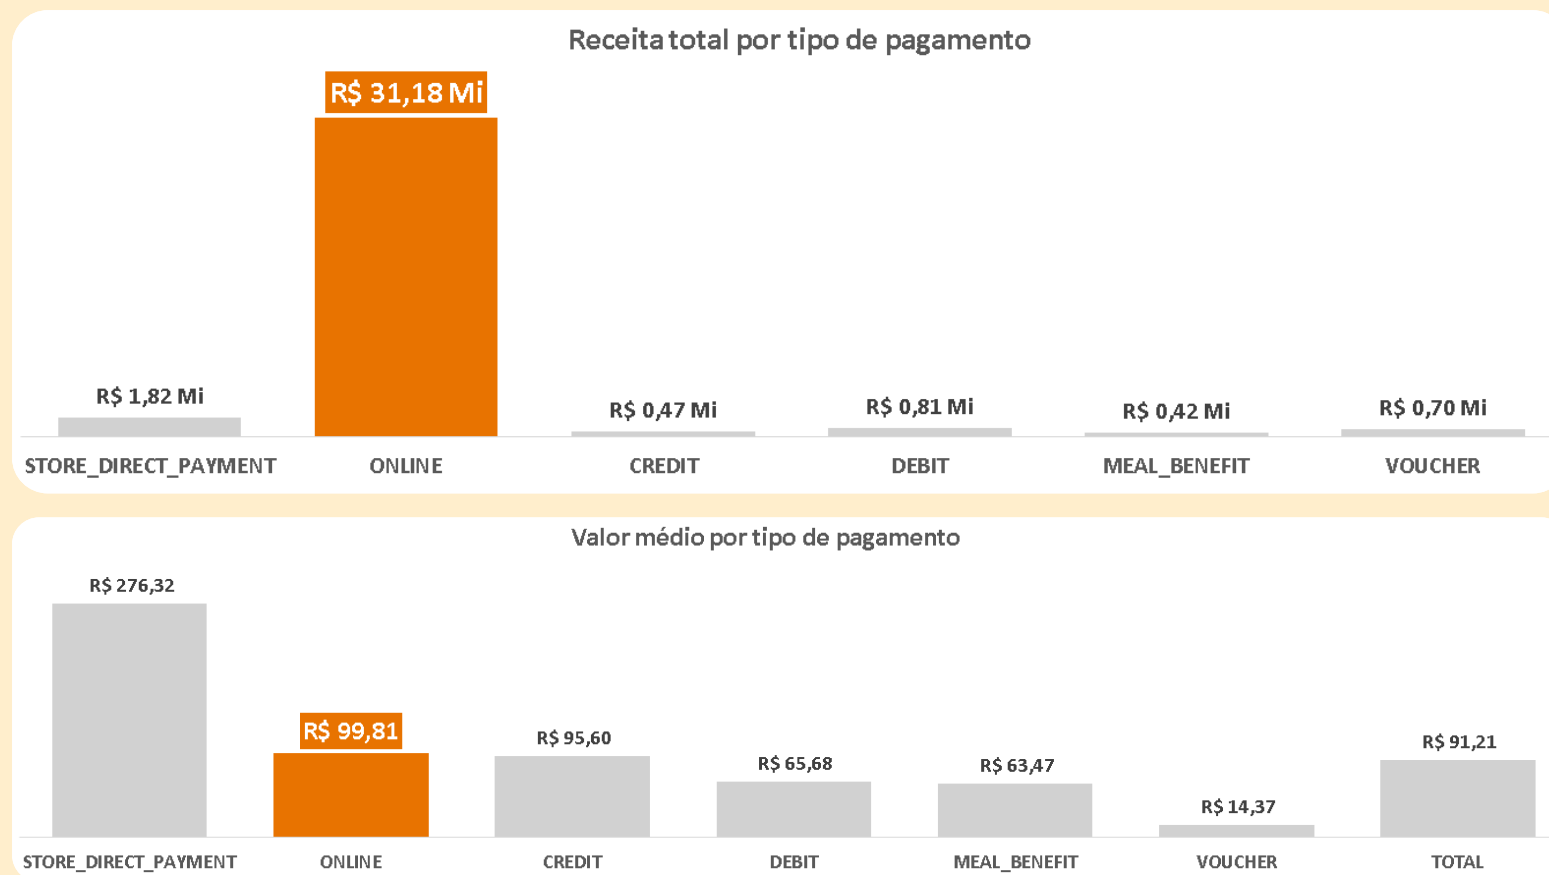 Receita total por tipo de pagamento
R$ 31,18 Mi
R$ 1,82 Mi
R$ 0,47 Mi
R$ 0,81 Mi
R$ 0,42 Mi
R$ 0,70 Mi
STORE_DIRECT_PAYMENT
ONLINE
CREDIT
DEBIT
MEAL_BENEFIT
VOUCHER
Valor médio por tipo de pagamento
R$ 276,32
R$ 99,81
R$ 95,60
R$ 65,68
R$ 63,47
R$ 14,37
R$ 91,21
STORE_DIRECT_PAYMENT
ONLINE
CREDIT
DEBIT
MEAL_BENEFIT
VOUCHER
TOTAL